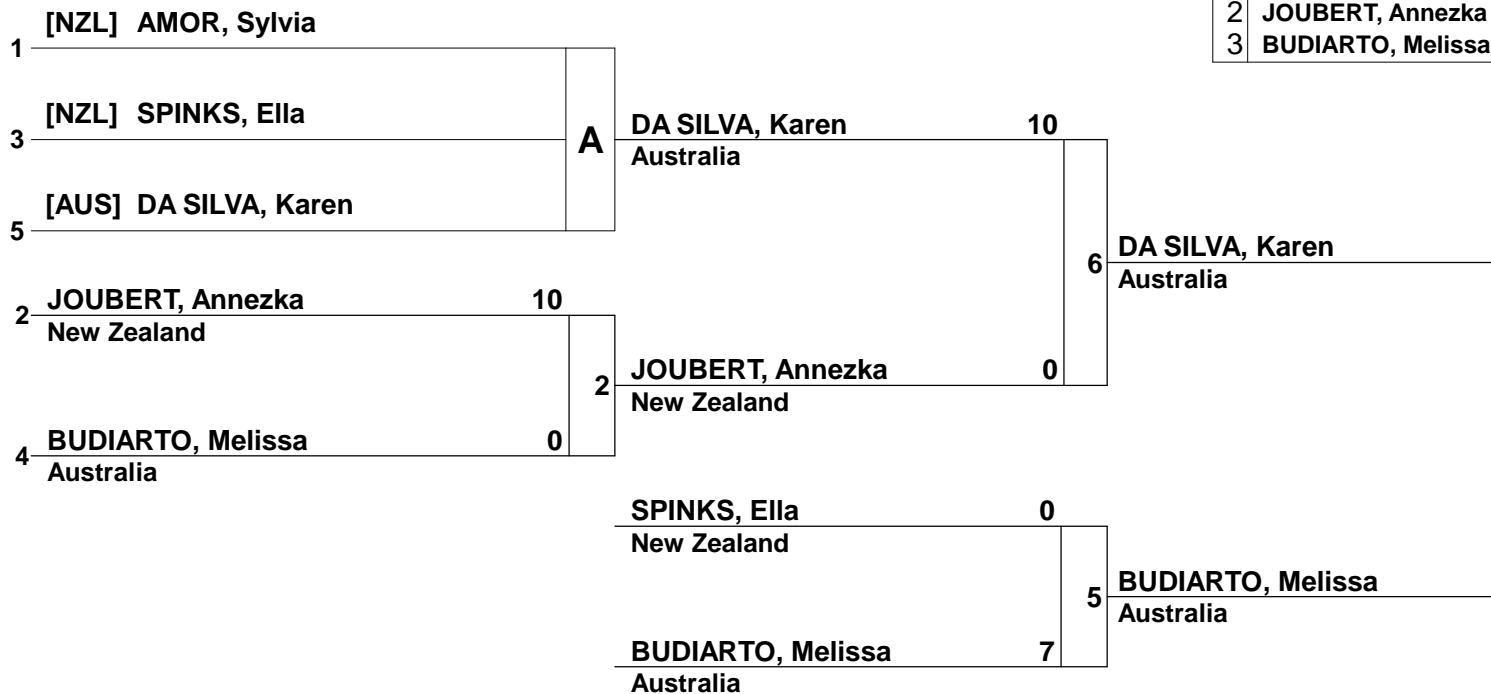 2 JOUBERT, Annezka
3 BUDIARTO, Melissa
[NZL] AMOR, Sylvia
1
[NZL] SPINKS, Ella
3
A
DA SILVA, Karen 10
Australia
[AUS] DA SILVA, Karen
5
6
DA SILVA, Karen
Australia
JOUBERT, Annezka 10
2
New Zealand
2
JOUBERT, Annezka 0
New Zealand
BUDIARTO, Melissa 0
4
Australia
SPINKS, Ella 0
New Zealand
5
BUDIARTO, Melissa
Australia
BUDIARTO, Melissa 7
Australia